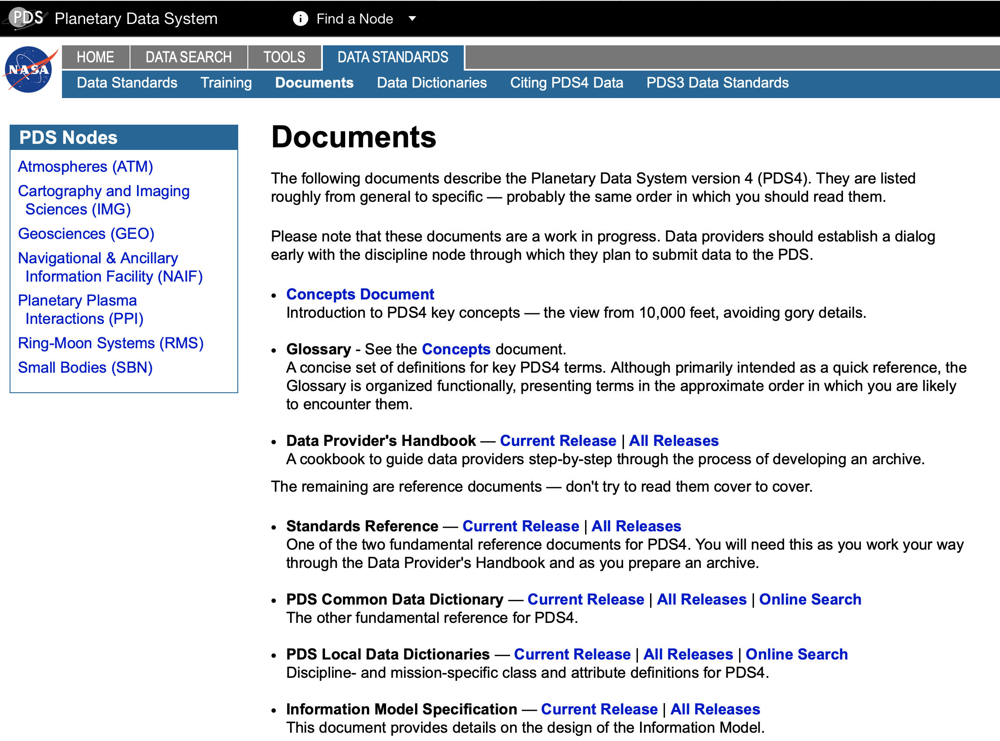 PDS Planetary Data System Find a Node
NASA
HOME DATA SEARCH TOOLS DATA STANDARDS
Data Standards Training Documents Data Dictionaries Citing PDS4 Data PDS3 Data Standards
PDS Nodes
Atmospheres (ATM)
Cartography and Imaging
Sciences (IMG)
Geosciences (GEO)
Navigational & Ancillary
Information Facility (NAIF)
Planetary Plasma
Interactions (PPI)
Ring-Moon Systems (RMS)
Small Bodies (SBN)
Documents
The following documents describe the Planetary Data System version 4 (PDS4). They are listed
roughly from general to specific — probably the same order in which you should read them.
Please note that these documents are a work in progress. Data providers should establish a dialog
early with the discipline node through which they plan to submit data to the PDS.
• Concepts Document
Introduction to PDS4 key concepts — the view from 10,000 feet, avoiding gory details.
• Glossary - See the Concepts document.
A concise set of definitions for key PDS4 terms. Although primarily intended as a quick reference, the
Glossary is organized functionally, presenting terms in the approximate order in which you are likely
to encounter them.
• Data Provider's Handbook — Current Release | All Releases
A cookbook to guide data providers step-by-step through the process of developing an archive.
The remaining are reference documents — don't try to read them cover to cover.
• Standards Reference — Current Release | All Releases
One of the two fundamental reference documents for PDS4. You will need this as you work your way
through the Data Provider's Handbook and as you prepare an archive.
• PDS Common Data Dictionary — Current Release | All Releases | Online Search
The other fundamental reference for PDS4.
• PDS Local Data Dictionaries — Current Release | All Releases | Online Search
Discipline- and mission-specific class and attribute definitions for PDS4.
• Information Model Specification — Current Release | All Releases
This document provides details on the design of the Information Model.